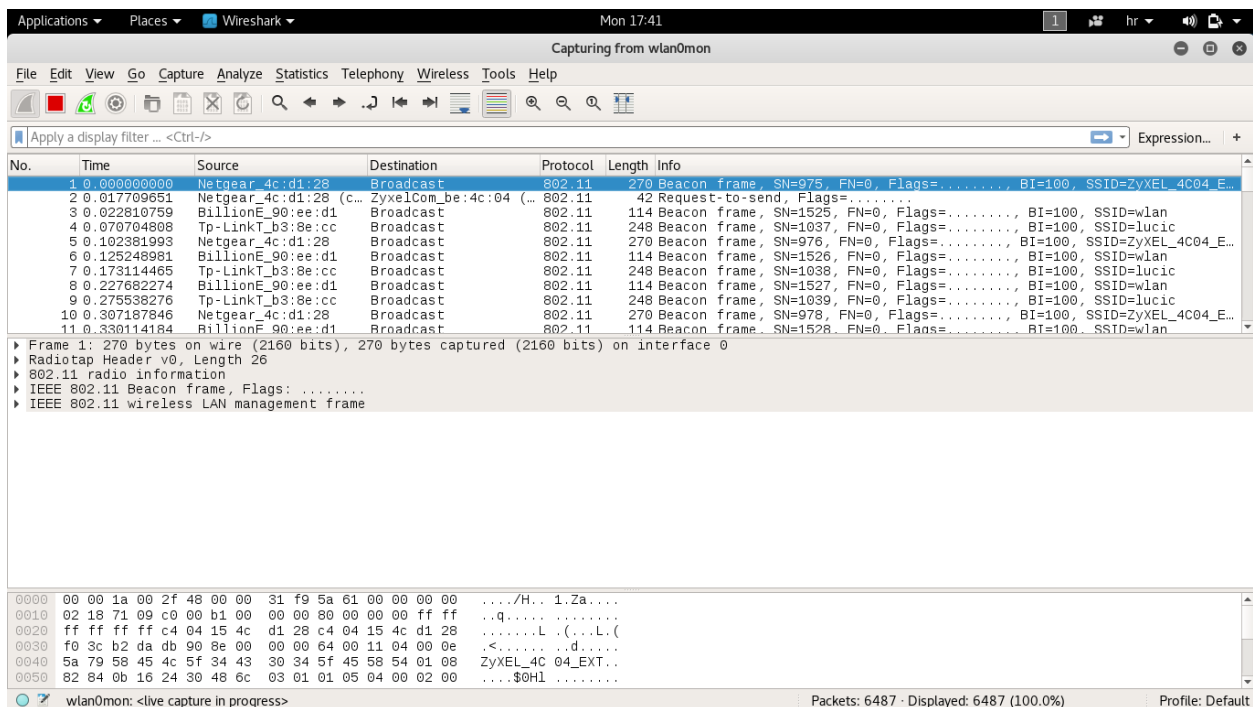 Applications Places Wireshark Mon 17:41 1 hr
Capturing from wlan0mon
File Edit View Go Capture Analyze Statistics Telephony Wireless Tools Help
Apply a display filter ... <Ctrl-/> Expression... +
No. Time Source Destination Protocol Length Info
1 0.000000000 Netgear_4c:d1:28 Broadcast 802.11 270 Beacon frame, SN=975, FN=0, Flags=........, BI=100, SSID=ZyXEL_4C04_E…
2 0.017709651 Netgear_4c:d1:28 (c… ZyxelCom_be:4c:04 (… 802.11 42 Request-to-send, Flags=........
3 0.022810759 BillionE_90:ee:d1 Broadcast 802.11 114 Beacon frame, SN=1525, FN=0, Flags=........, BI=100, SSID=wlan
4 0.070704808 Tp-LinkT_b3:8e:cc Broadcast 802.11 248 Beacon frame, SN=1037, FN=0, Flags=........, BI=100, SSID=lucic
5 0.102381993 Netgear_4c:d1:28 Broadcast 802.11 270 Beacon frame, SN=976, FN=0, Flags=........, BI=100, SSID=ZyXEL_4C04_E…
6 0.125248981 BillionE_90:ee:d1 Broadcast 802.11 114 Beacon frame, SN=1526, FN=0, Flags=........, BI=100, SSID=wlan
7 0.173114465 Tp-LinkT_b3:8e:cc Broadcast 802.11 248 Beacon frame, SN=1038, FN=0, Flags=........, BI=100, SSID=lucic
8 0.227682274 BillionE_90:ee:d1 Broadcast 802.11 114 Beacon frame, SN=1527, FN=0, Flags=........, BI=100, SSID=wlan
9 0.275538276 Tp-LinkT_b3:8e:cc Broadcast 802.11 248 Beacon frame, SN=1039, FN=0, Flags=........, BI=100, SSID=lucic
10 0.307187846 Netgear_4c:d1:28 Broadcast 802.11 270 Beacon frame, SN=978, FN=0, Flags=........, BI=100, SSID=ZyXEL_4C04_E…
11 0.330114184 BillionE_90:ee:d1 Broadcast 802.11 114 Beacon frame, SN=1528, FN=0, Flags=........, BI=100, SSID=wlan
Frame 1: 270 bytes on wire (2160 bits), 270 bytes captured (2160 bits) on interface 0
Radiotap Header v0, Length 26
802.11 radio information
IEEE 802.11 Beacon frame, Flags: ........
IEEE 802.11 wireless LAN management frame
0000 00 00 1a 00 2f 48 00 00 31 f9 5a 61 00 00 00 00 ..../H.. 1.Za....
0010 02 18 71 09 c0 00 b1 00 00 00 80 00 00 00 ff ff ..q..... ........
0020 ff ff ff ff c4 04 15 4c d1 28 c4 04 15 4c d1 28 .......L .(...L.(
0030 f0 3c b2 da db 90 8e 00 00 00 64 00 11 04 00 0e .<...... ..d.....
0040 5a 79 58 45 4c 5f 34 43 30 34 5f 45 58 54 01 08 ZyXEL_4C 04_EXT..
0050 82 84 0b 16 24 30 48 6c 03 01 01 05 04 00 02 00 ....$0Hl ........
wlan0mon: <live capture in progress> Packets: 6487 · Displayed: 6487 (100.0%) Profile: Default